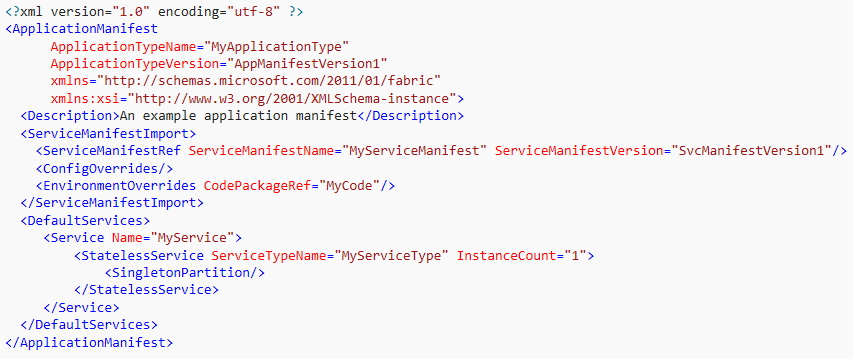 <?xml version="1.0" encoding="utf-8" ?>
<ApplicationManifest
      ApplicationTypeName="MyApplicationType"
      ApplicationTypeVersion="AppManifestVersion1"
      xmlns="http://schemas.microsoft.com/2011/01/fabric"
      xmlns:xsi="http://www.w3.org/2001/XMLSchema-instance">
  <Description>An example application manifest</Description>
  <ServiceManifestImport>
    <ServiceManifestRef ServiceManifestName="MyServiceManifest" ServiceManifestVersion="SvcManifestVersion1"/>
    <ConfigOverrides/>
    <EnvironmentOverrides CodePackageRef="MyCode"/>
  </ServiceManifestImport>
  <DefaultServices>
     <Service Name="MyService">
         <StatelessService ServiceTypeName="MyServiceType" InstanceCount="1">
             <SingletonPartition/>
         </StatelessService>
     </Service>
  </DefaultServices>
</ApplicationManifest>